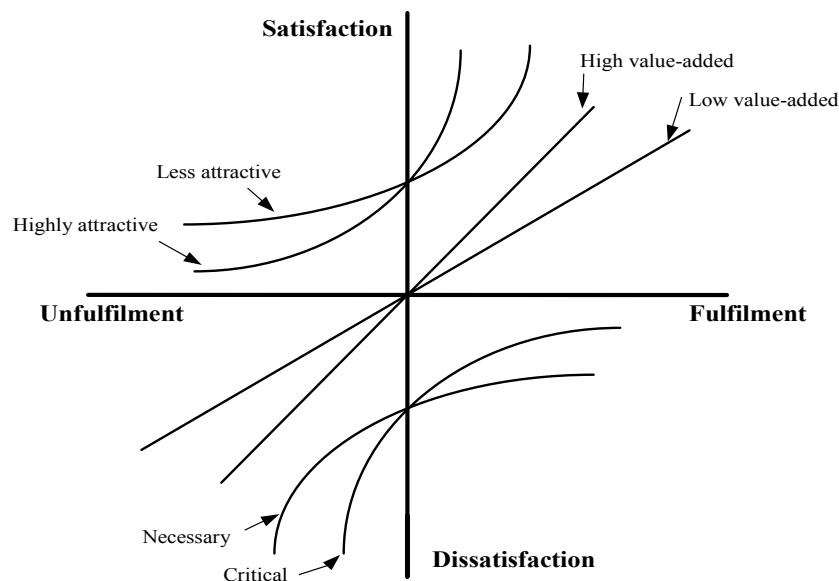 Satisfaction
High value-added
Low value-added
Less attractive
Highly attractive
Unfulfilment
Fulfilment
Necessary
Dissatisfaction
Critical